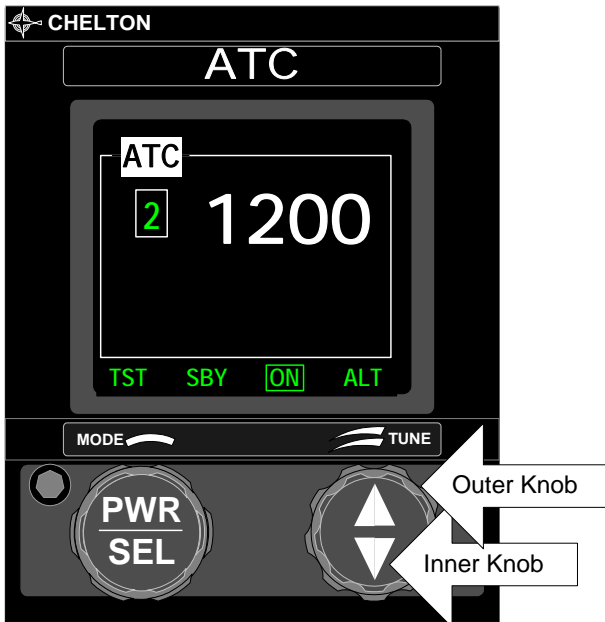 CHELTON
ATC
ATC
2 1200
TST SBY ON ALT
MODE TUNE
PWR
SEL
Outer Knob
Inner Knob